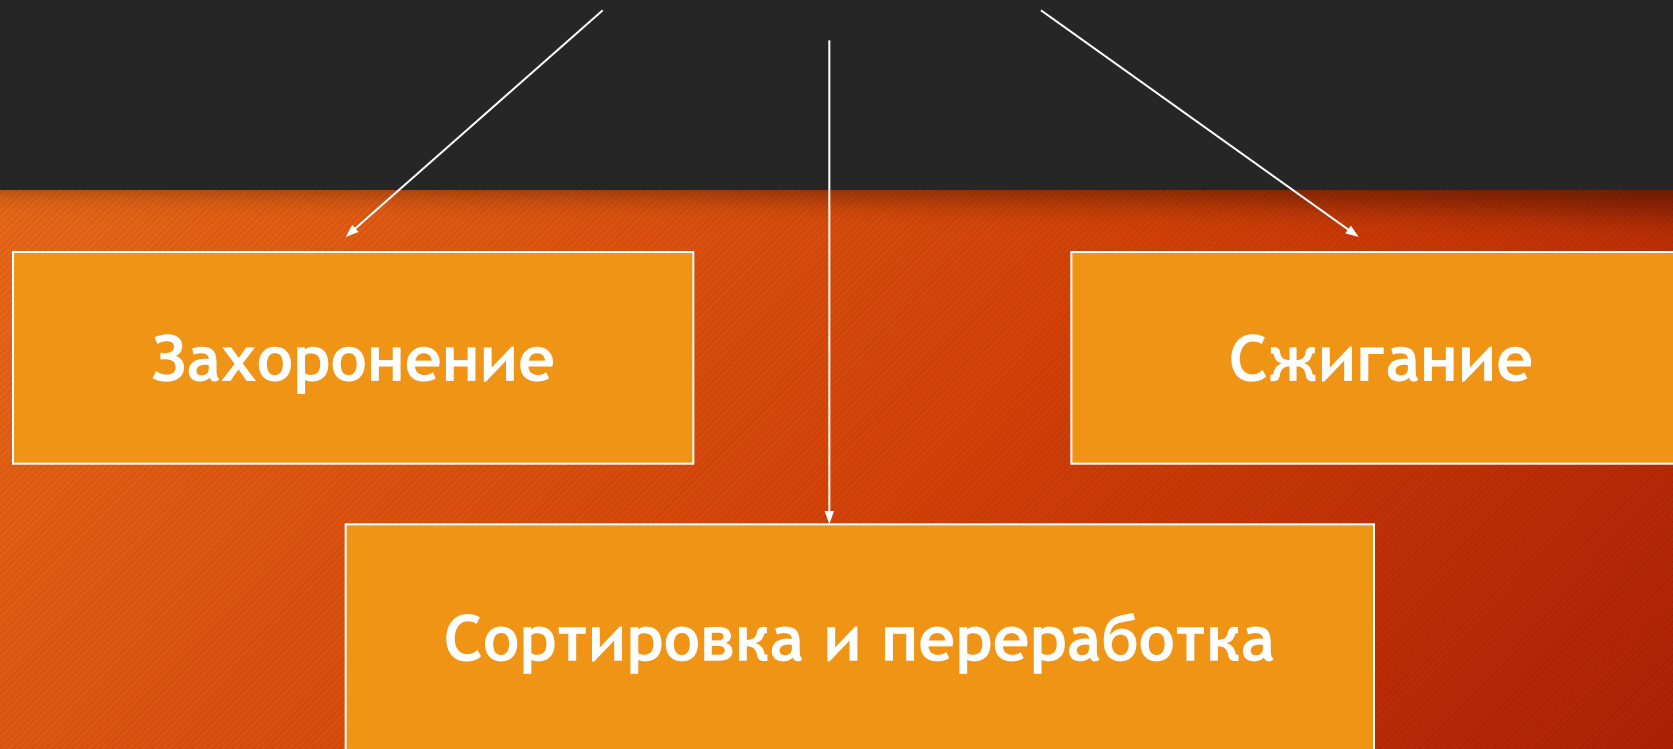 Захоронение
Сжигание
Сортировка и переработка